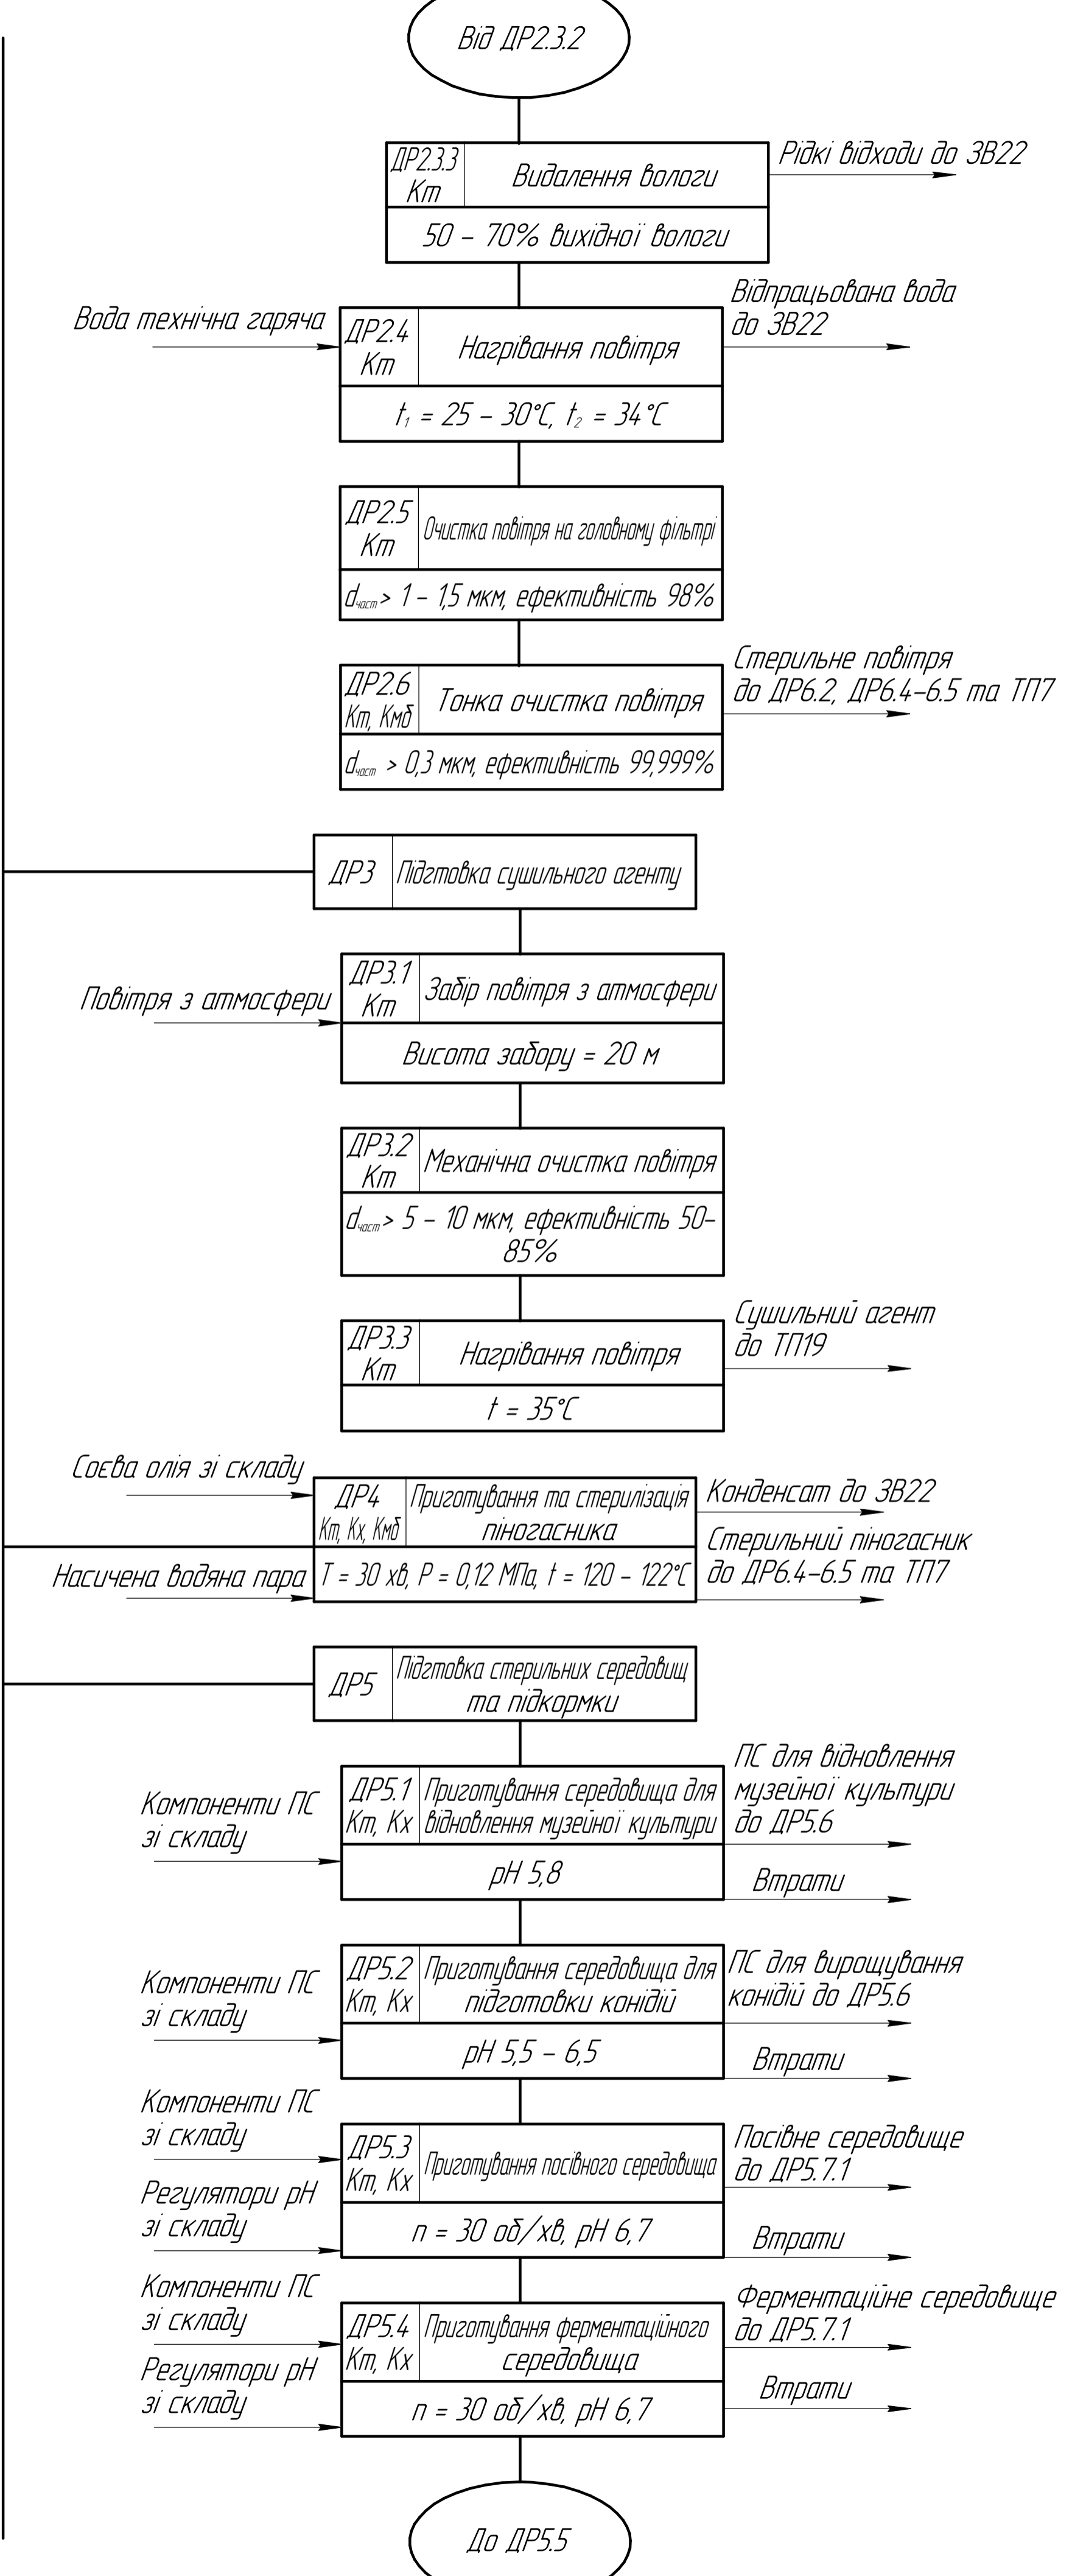 Від ДР2.3.2
ДР2.3.3
Кт
Видалення вологи
50 – 70% вихідної вологи
Рідкі відходи до ЗВ22
Вода технічна гаряча
ДР2.4
Кт
Нагрівання повітря
t₁ = 25 – 30°С, t₂ = 34°С
Відпрацьована вода
до ЗВ22
ДР2.5
Кт
Очистка повітря на головному фільтрі
dчаст > 1 – 1,5 мкм, ефективність 98%
ДР2.6
Кт, Кмб
Тонка очистка повітря
dчаст > 0,3 мкм, ефективність 99,999%
Стерильне повітря
до ДР6.2, ДР6.4–6.5 та ТП7
ДР3
Підгтовка сушильного агенту
Повітря з атмосфери
ДР3.1
Кт
Забір повітря з атмосфери
Висота забору = 20 м
ДР3.2
Кт
Механічна очистка повітря
dчаст > 5 – 10 мкм, ефективність 50–
85%
ДР3.3
Кт
Нагрівання повітря
t = 35°С
Сушильний агент
до ТП19
Соєва олія зі складу
Насичена водяна пара
ДР4
Кт, Кх, Кмб
Приготування та стерилізація
піногасника
Т = 30 хв, Р = 0,12 МПа, t = 120 – 122°С
Конденсат до ЗВ22
Стерильний піногасник
до ДР6.4–6.5 та ТП7
ДР5
Підгтовка стерильних середовищ
та підкормки
Компоненти ПС
зі складу
ДР5.1
Кт, Кх
Приготування середовища для
відновлення музейної культури
рН 5,8
ПС для відновлення
музейної культури
до ДР5.6
Втрати
Компоненти ПС
зі складу
ДР5.2
Кт, Кх
Приготування середовища для
підготовки конідій
рН 5,5 – 6,5
ПС для вирощування
конідій до ДР5.6
Втрати
Компоненти ПС
зі складу
Регулятори рН
зі складу
ДР5.3
Кт, Кх
Приготування посівного середовища
n = 30 об/хв, рН 6,7
Посівне середовище
до ДР5.7.1
Втрати
Компоненти ПС
зі складу
Регулятори рН
зі складу
ДР5.4
Кт, Кх
Приготування ферментаційного
середовища
n = 30 об/хв, рН 6,7
Ферментаційне середовище
до ДР5.7.1
Втрати
До ДР5.5